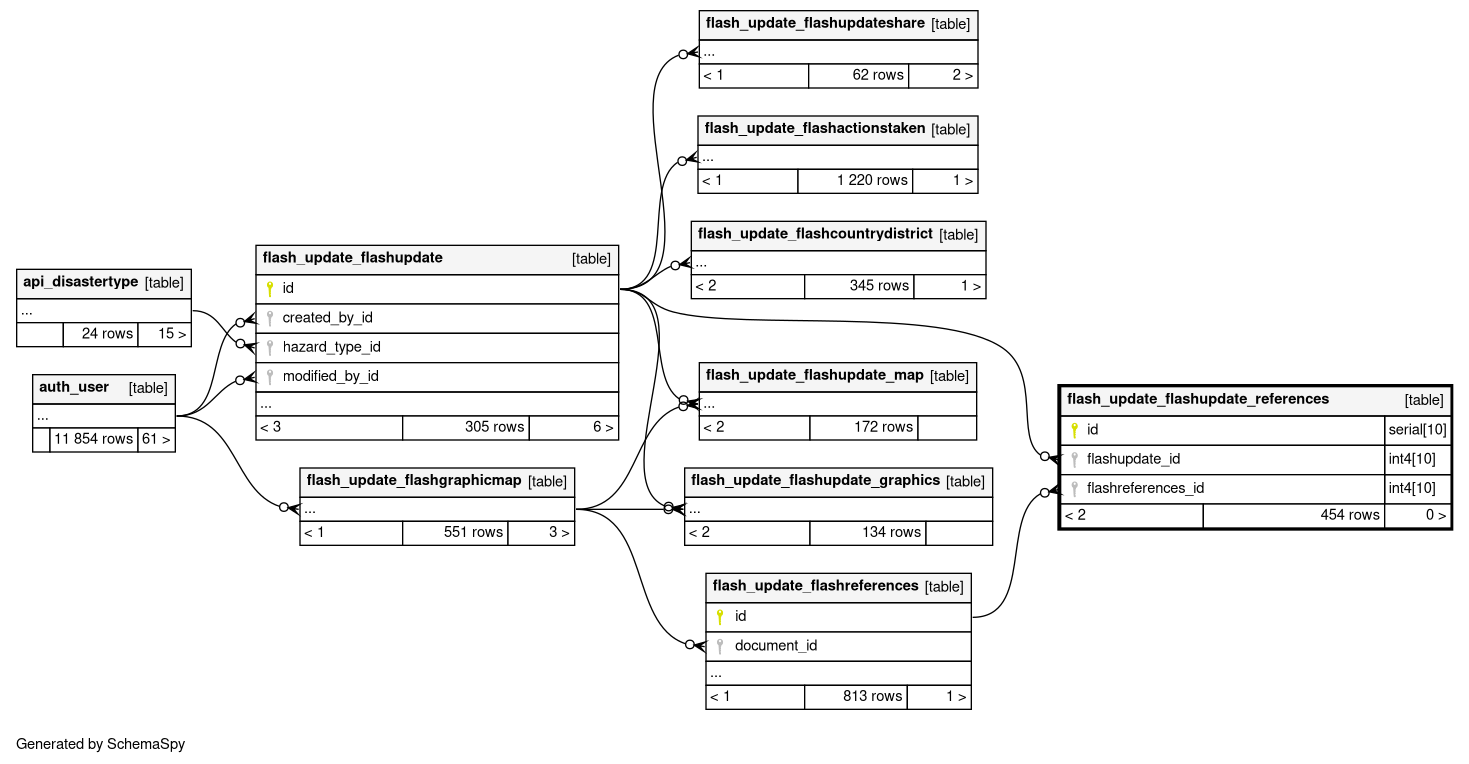 flash_update_flashupdateshare [table]
...
< 1 62 rows 2 >
flash_update_flashactionstaken [table]
...
< 1 1 220 rows 1 >
flash_update_flashcountrydistrict [table]
...
< 2 345 rows 1 >
flash_update_flashupdate [table]
id
created_by_id
hazard_type_id
modified_by_id
...
< 3 305 rows 6 >
api_disastertype [table]
...
24 rows 15 >
auth_user [table]
...
11 854 rows 61 >
flash_update_flashupdate_map [table]
...
< 2 172 rows
flash_update_flashupdate_references [table]
id serial[10]
flashupdate_id int4[10]
flashreferences_id int4[10]
< 2 454 rows 0 >
flash_update_flashgraphicmap [table]
...
< 1 551 rows 3 >
flash_update_flashupdate_graphics [table]
...
< 2 134 rows
flash_update_flashreferences [table]
id
document_id
...
< 1 813 rows 1 >
Generated by SchemaSpy